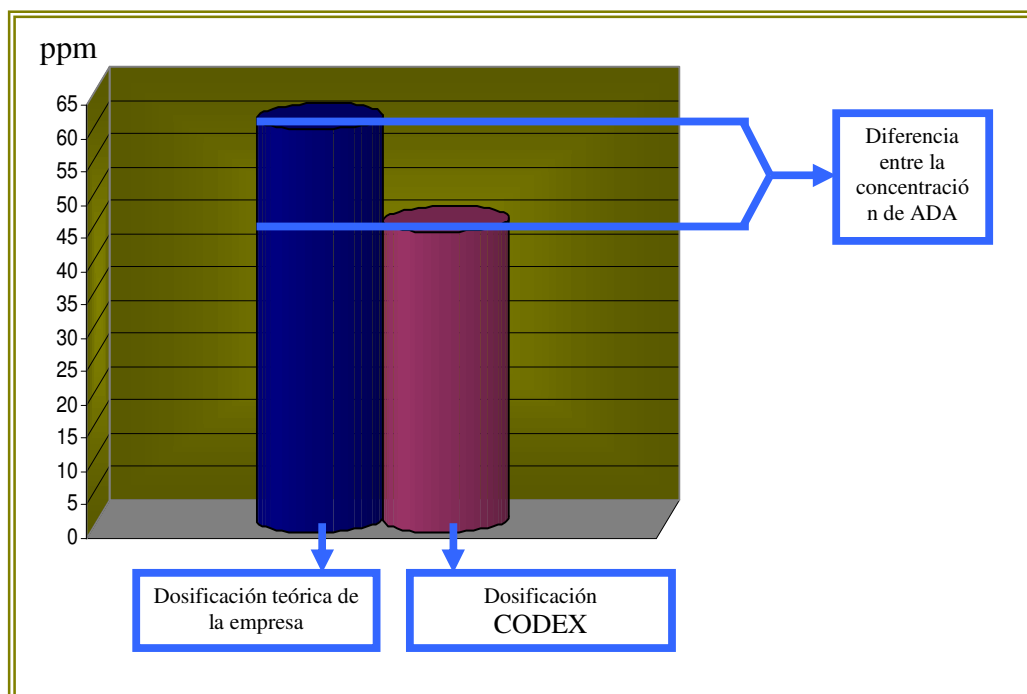 ppm
65
60
55
50
45
40
35
30
25
20
15
10
5
0
Diferencia
entre la
concentració
n de ADA
Dosificación teórica de
la empresa
Dosificación
CODEX